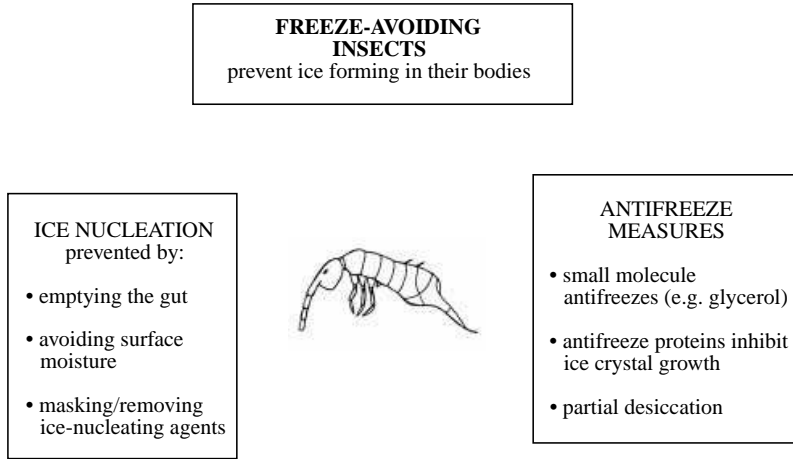 FREEZE-AVOIDING
INSECTS
prevent ice forming in their bodies
ICE NUCLEATION
prevented by:
• emptying the gut
• avoiding surface
moisture
• masking/removing
ice-nucleating agents
ANTIFREEZE
MEASURES
• small molecule
antifreezes (e.g. glycerol)
• antifreeze proteins inhibit
ice crystal growth
• partial desiccation